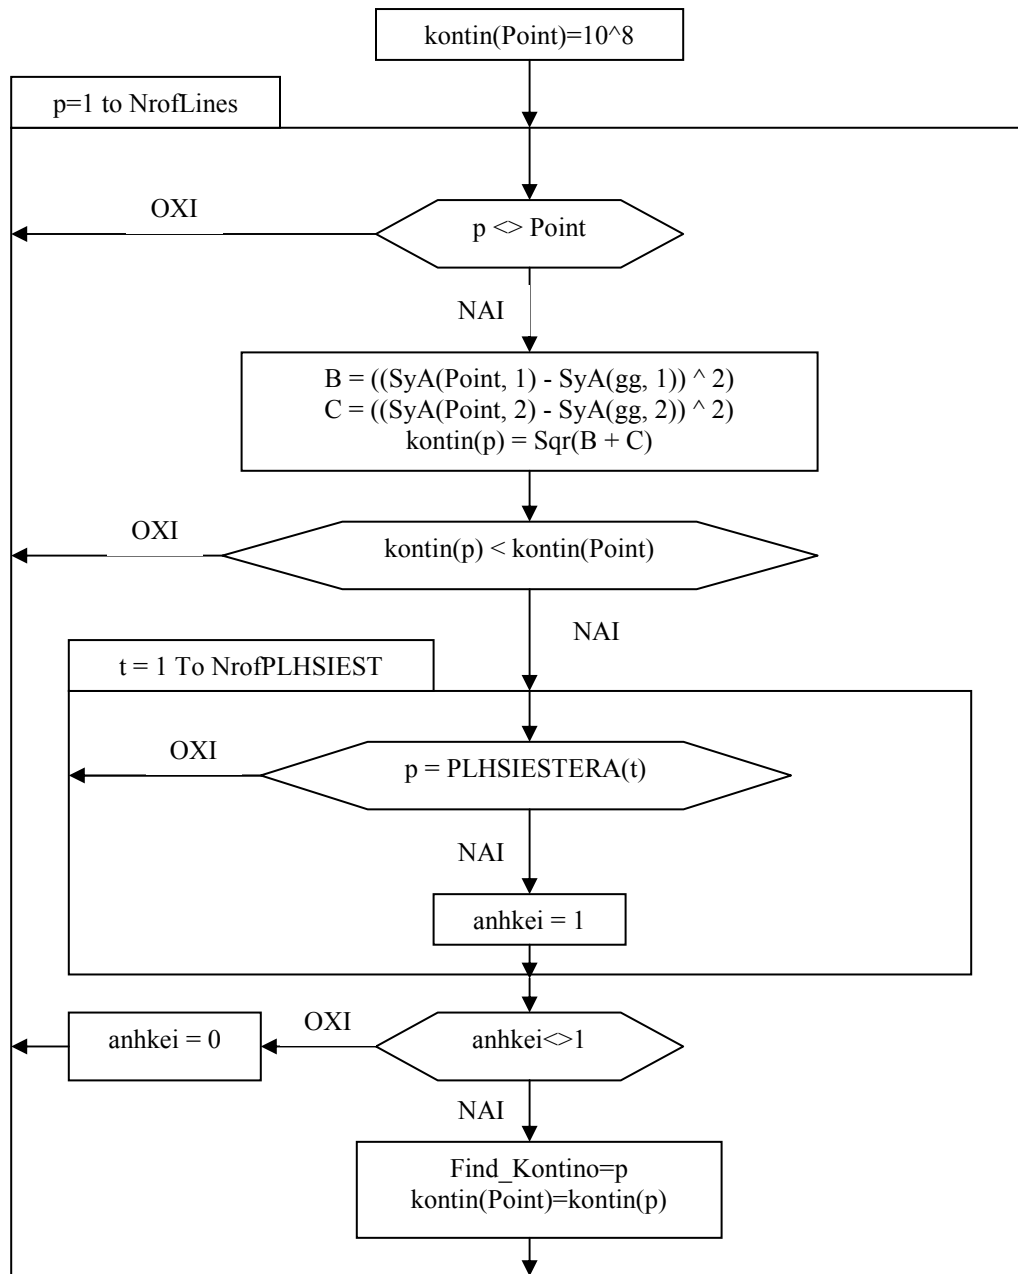 kontin(Point)=10^8
p=1 to NrofLines
OXI
p <> Point
NAI
B = ((SyA(Point, 1) - SyA(gg, 1)) ^ 2)
C = ((SyA(Point, 2) - SyA(gg, 2)) ^ 2)
kontin(p) = Sqr(B + C)
OXI
kontin(p) < kontin(Point)
NAI
t = 1 To NrofPLHSIEST
OXI
p = PLHSIESTERA(t)
NAI
anhkei = 1
anhkei = 0
OXI
anhkei<>1
NAI
Find_Kontino=p
kontin(Point)=kontin(p)